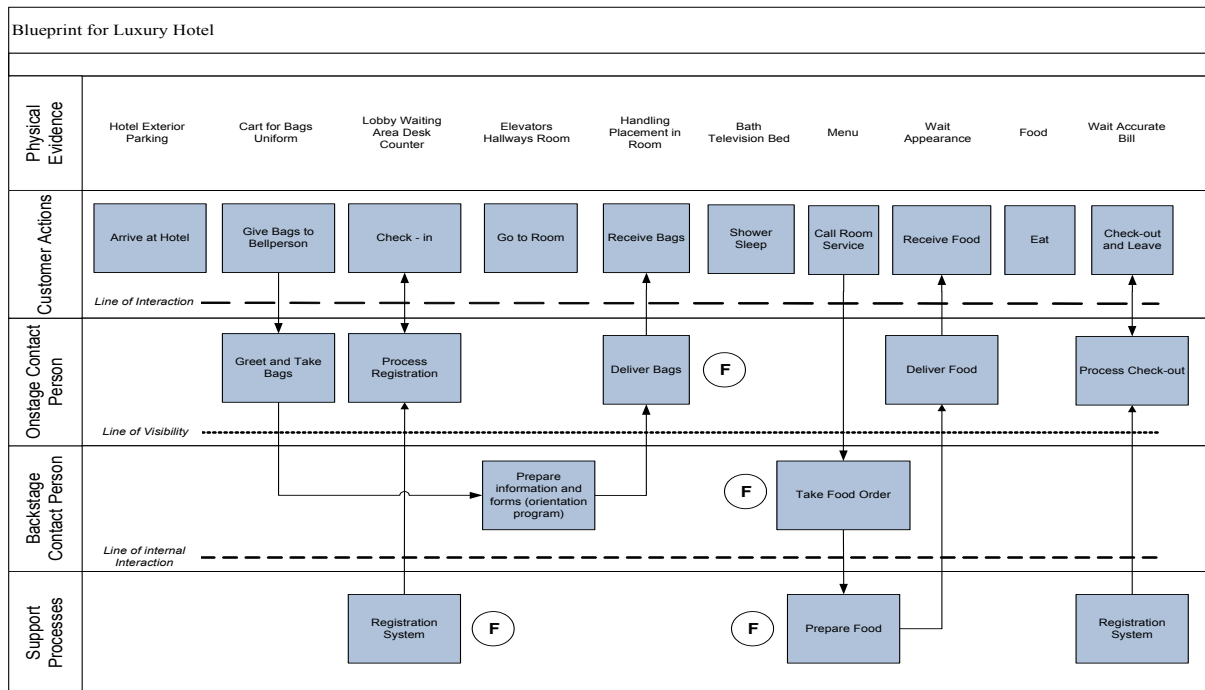 Blueprint for Luxury Hotel
Physical
Evidence
Hotel Exterior
Parking
Cart for Bags
Uniform
Lobby Waiting
Area Desk
Counter
Elevators
Hallways Room
Handling
Placement in
Room
Bath
Television Bed
Menu
Wait
Appearance
Food
Wait Accurate
Bill
Customer Actions
Arrive at Hotel
Give Bags to
Bellperson
Check - in
Go to Room
Receive Bags
Shower
Sleep
Call Room
Service
Receive Food
Eat
Check-out
and Leave
Line of Interaction
Onstage Contact
Person
Greet and Take
Bags
Process
Registration
Deliver Bags
F
Deliver Food
Process Check-out
Line of Visibility
Backstage
Contact Person
Prepare
information and
forms (orientation
program)
F
Take Food Order
Line of internal
Interaction
Support
Processes
Registration
System
F
F
Prepare Food
Registration
System